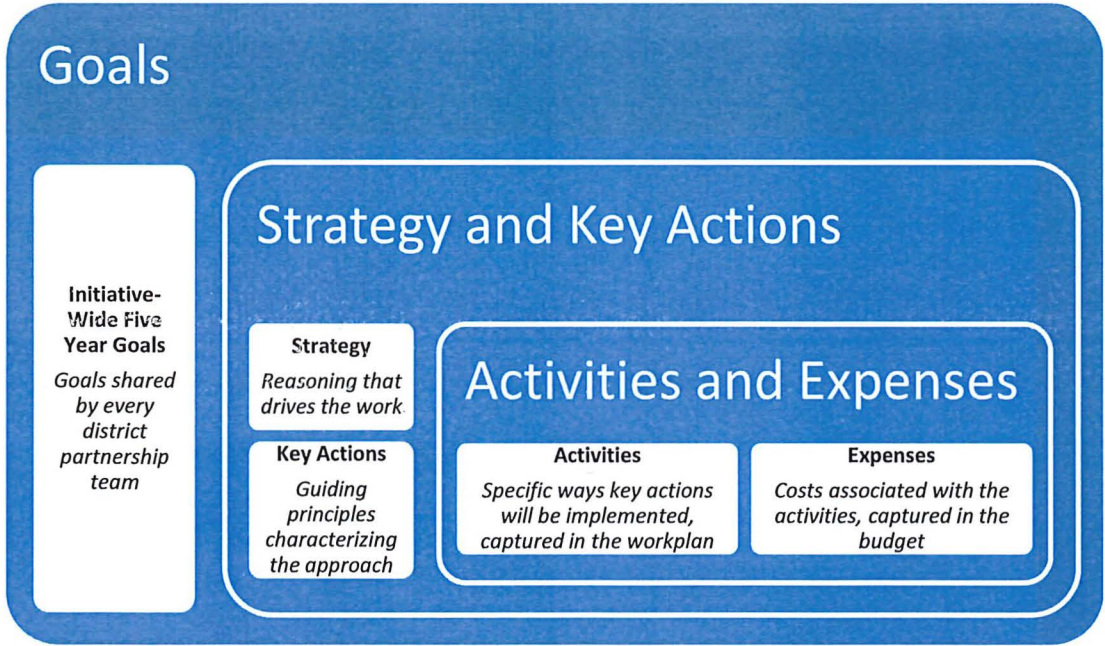 Goals
Initiative-
Wide Five
Year Goals
Goals shared
by every
district
partnership
team
Strategy and Key Actions
Strategy
Reasoning that
drives the work
Key Actions
Guiding
principles
characterizing
the approach
Activities and Expenses
Activities
Specific ways key actions
will be implemented,
captured in the workplan
Expenses
Costs associated with the
activities, captured in the
budget